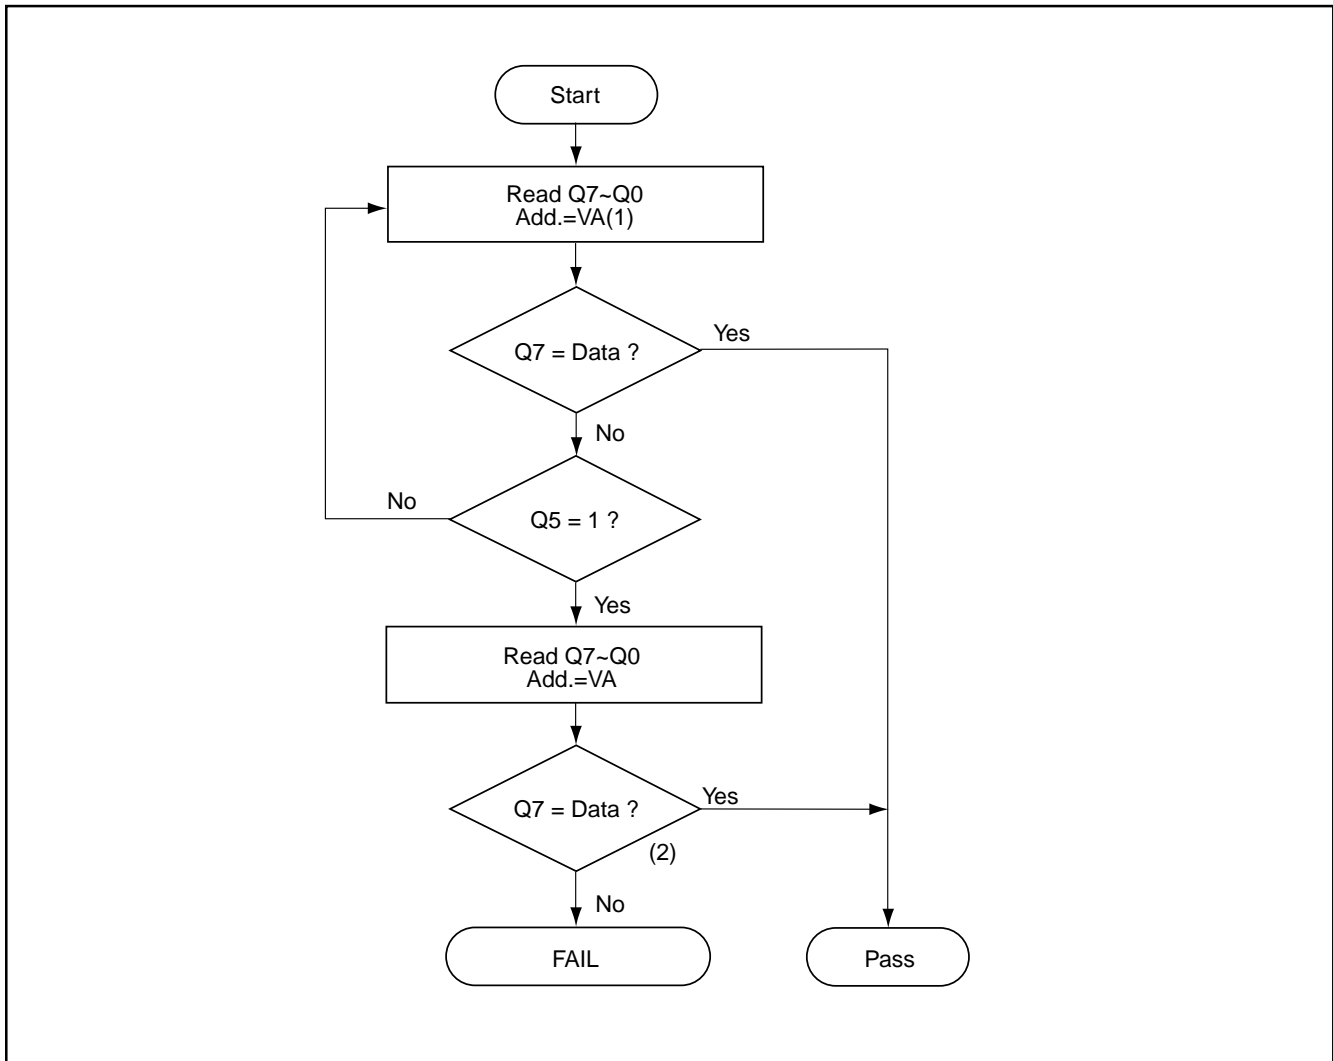 Start
Read Q7~Q0
Add.=VA(1)
Q7 = Data ?
Yes
No
No
Q5 = 1 ?
Yes
Read Q7~Q0
Add.=VA
Q7 = Data ?
Yes
(2)
No
FAIL
Pass